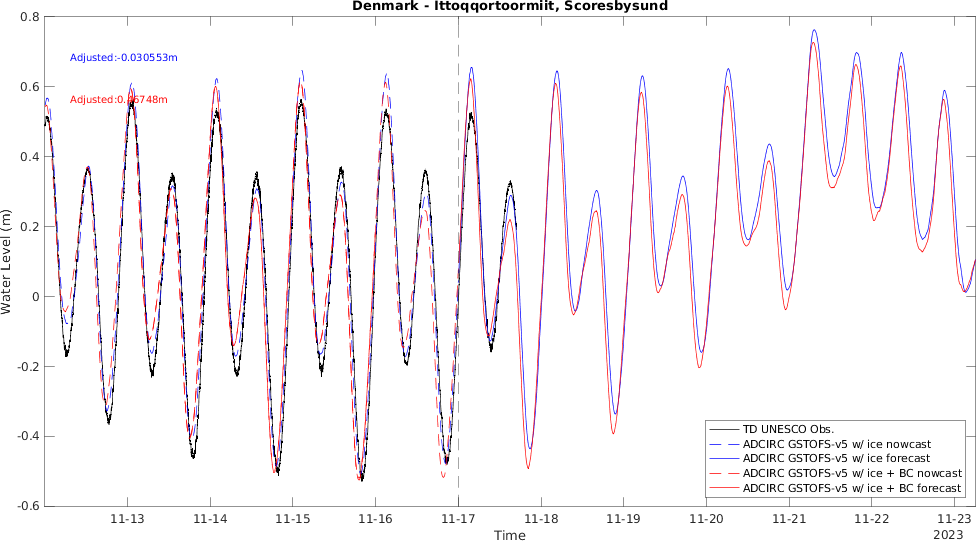 Denmark - Ittoqqortoormiit, Scoresbysund
Adjusted:-0.030553m
Water Level (m)
0.8
0.6
0.4
0.2
0
-0.2
-0.4
-0.6
TD UNESCO Obs.
ADCIRC GSTOFS-v5 w/ ice nowcast
ADCIRC GSTOFS-v5 w/ ice forecast
ADCIRC GSTOFS-v5 w/ ice + BC nowcast
ADCIRC GSTOFS-v5 w/ ice + BC forecast
11-13 11-14 11-15 11-16 11-17 11-18 11-19 11-20 11-21 11-22 11-23
Time
2023